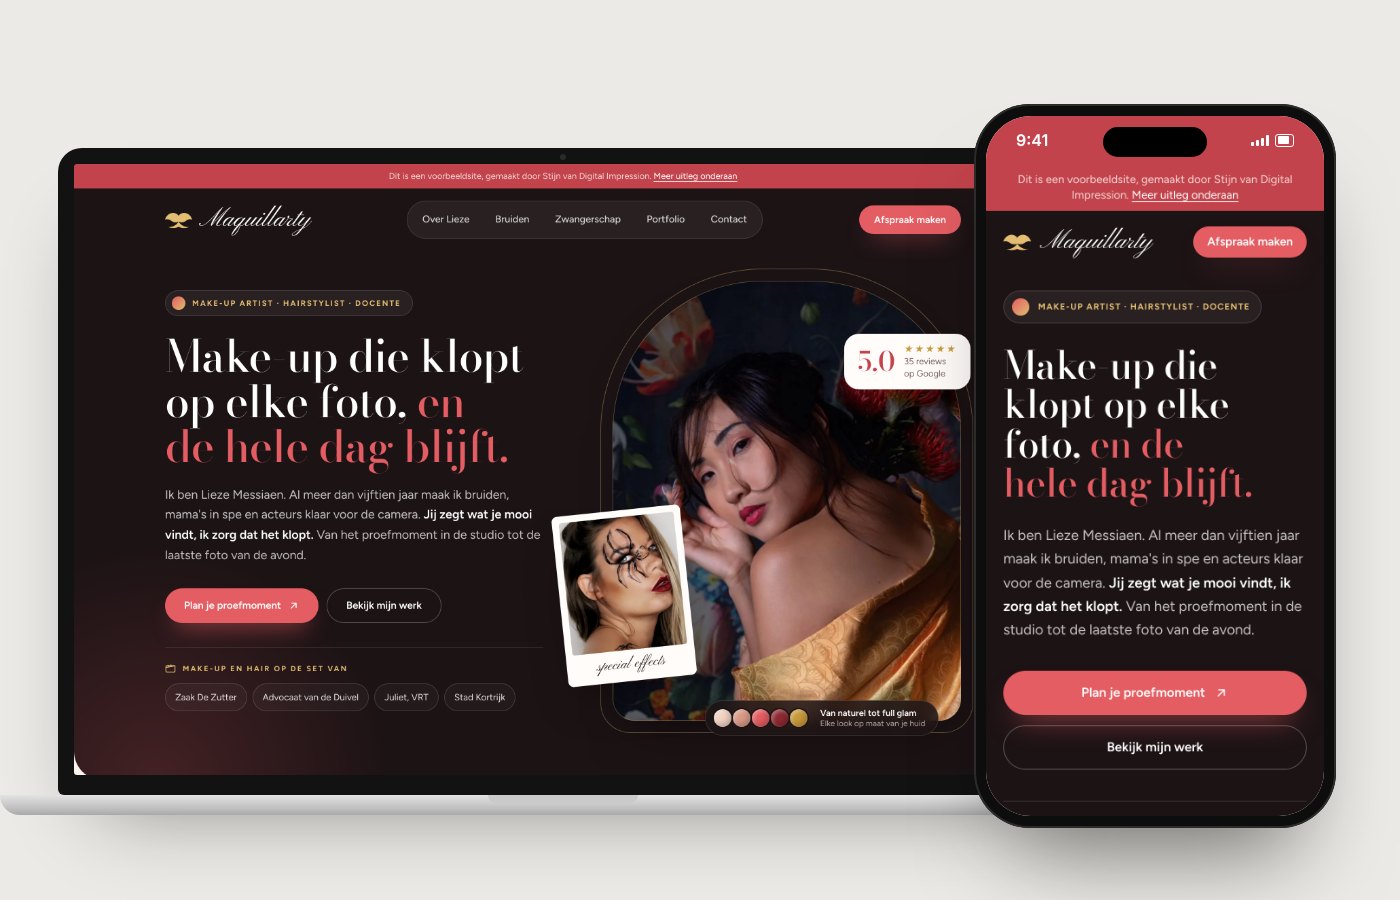 Dit is een voorbeeldsite, gemaakt door Stijn van Digital Impression. Meer uitleg onderaan
Maquillarty
Over Lieze
Bruiden
Zwangerschap
Portfolio
Contact
Afspraak maken
MAKE-UP ARTIST · HAIRSTYLIST · DOCENTE
Make-up die klopt
op elke foto. en
de hele dag blijft.
Ik ben Lieze Messiaen. Al meer dan vijftien jaar maak ik bruiden,
mama's in spe en acteurs klaar voor de camera. Jij zegt wat je mooi
vindt, ik zorg dat het klopt. Van het proefmoment in de studio tot de
laatste foto van de avond.
Plan je proefmoment
Bekijk mijn werk
MAKE-UP EN HAIR OP DE SET VAN
Zaak De Zutter
Advocaat van de Duivel
Juliet, VRT
Stad Kortrijk
5.0
35 reviews
op Google
special effects
Van naturel tot full glam
Elke look op maat van je huid
9:41
Dit is een voorbeeldsite, gemaakt door Stijn van Digital
Impression. Meer uitleg onderaan
Maquillarty
Afspraak maken
MAKE-UP ARTIST · HAIRSTYLIST · DOCENTE
Make-up die
klopt op elke
foto. en de
hele dag blijft.
Ik ben Lieze Messiaen. Al meer dan vijftien jaar
maak ik bruiden, mama's in spe en acteurs klaar
voor de camera. Jij zegt wat je mooi vindt, ik
zorg dat het klopt. Van het proefmoment in de
studio tot de laatste foto van de avond.
Plan je proefmoment
Bekijk mijn werk